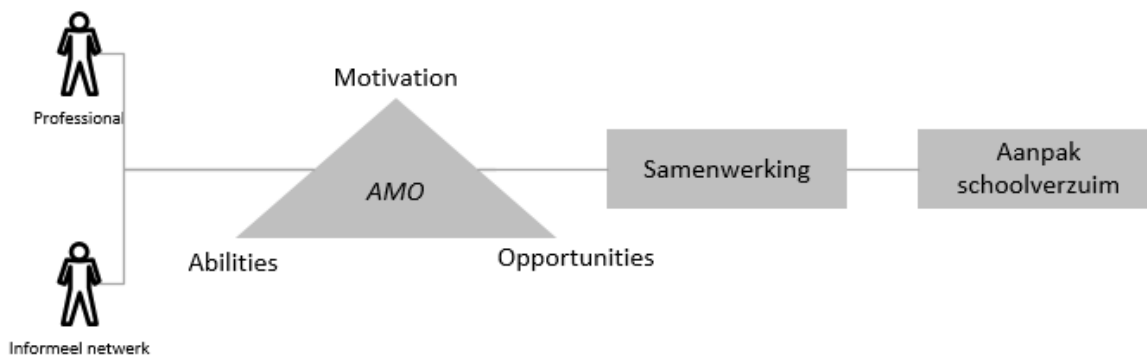 Professional
Informeel netwerk
Motivation
AMO
Abilities
Opportunities
Samenwerking
Aanpak
schoolverzuim